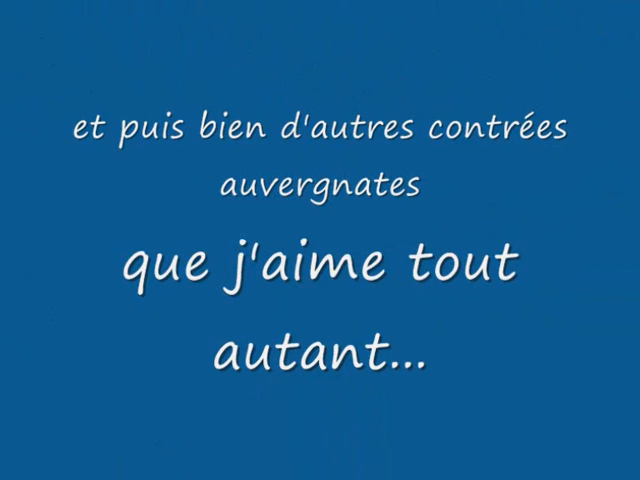 et puis bien d'autres contrées
auvergnates
que j'aime tout
autant...